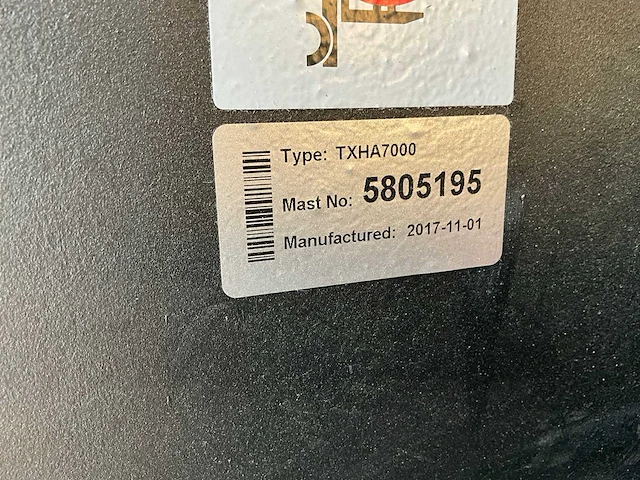 Type: TXHA7000
Mast No: 5805195
Manufactured: 2017-11-01